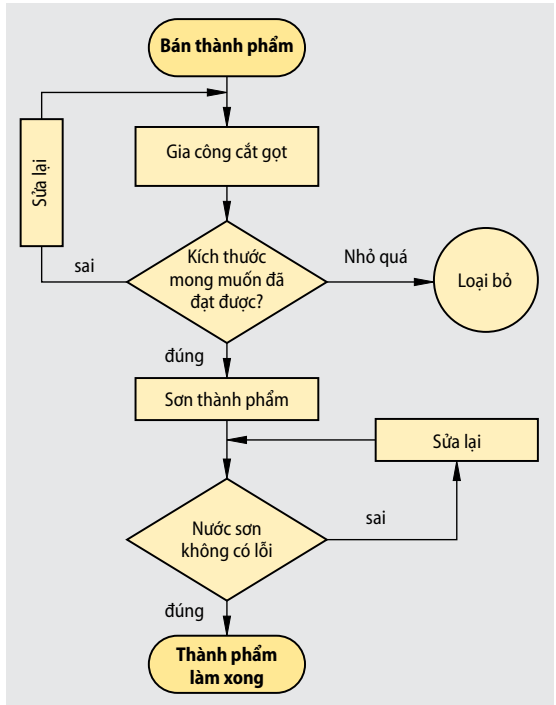 Bán thành phẩm
Gia công cắt gọt
Sửa lại
Kích thước
mong muốn đã
đạt được?
sai
Nhỏ quá
Loại bỏ
đúng
Sơn thành phẩm
Sửa lại
Nước sơn
không có lỗi
sai
đúng
Thành phẩm
làm xong